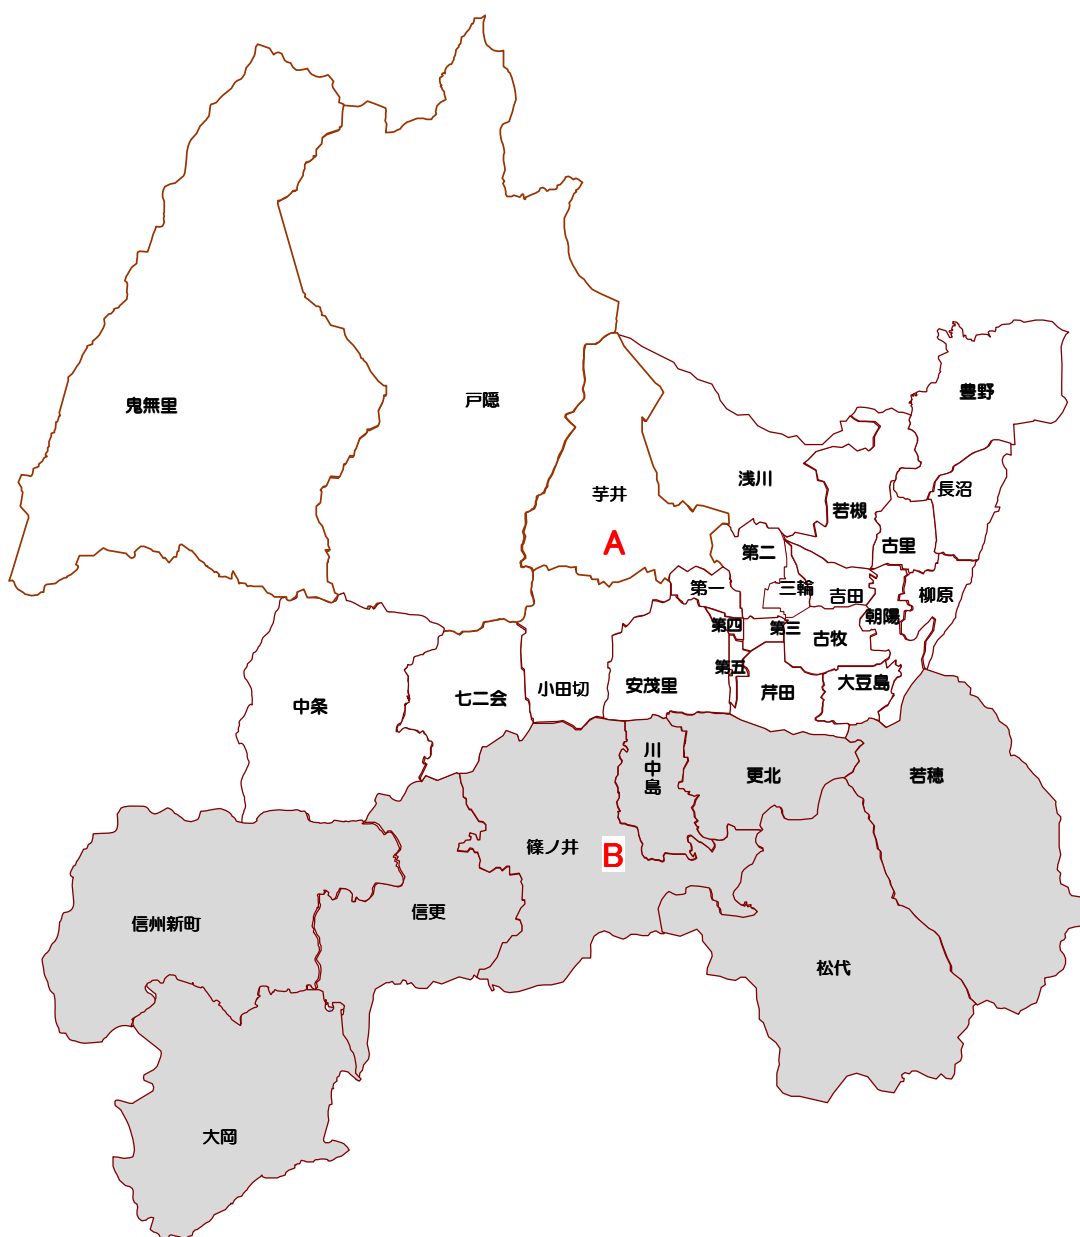 鬼無里
戸隠
豊野
芋井
A
浅川
長沼
若槻
古里
第二
第一
三輪
吉田
柳原
朝陽
第四
第三
古牧
第五
大豆島
芹田
安茂里
小田切
七二会
中条
川中島
更北
若穂
篠ノ井
B
信更
信州新町
松代
大岡